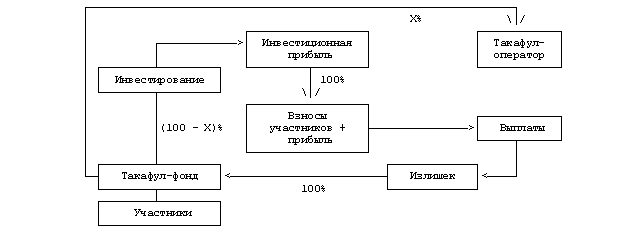 X%
Инвестиционная
прибыль
Такафул-
оператор
Инвестирование
100%
Взносы
участников +
прибыль
(100 - X)%
Выплаты
Такафул-фонд
Излишек
100%
Участники